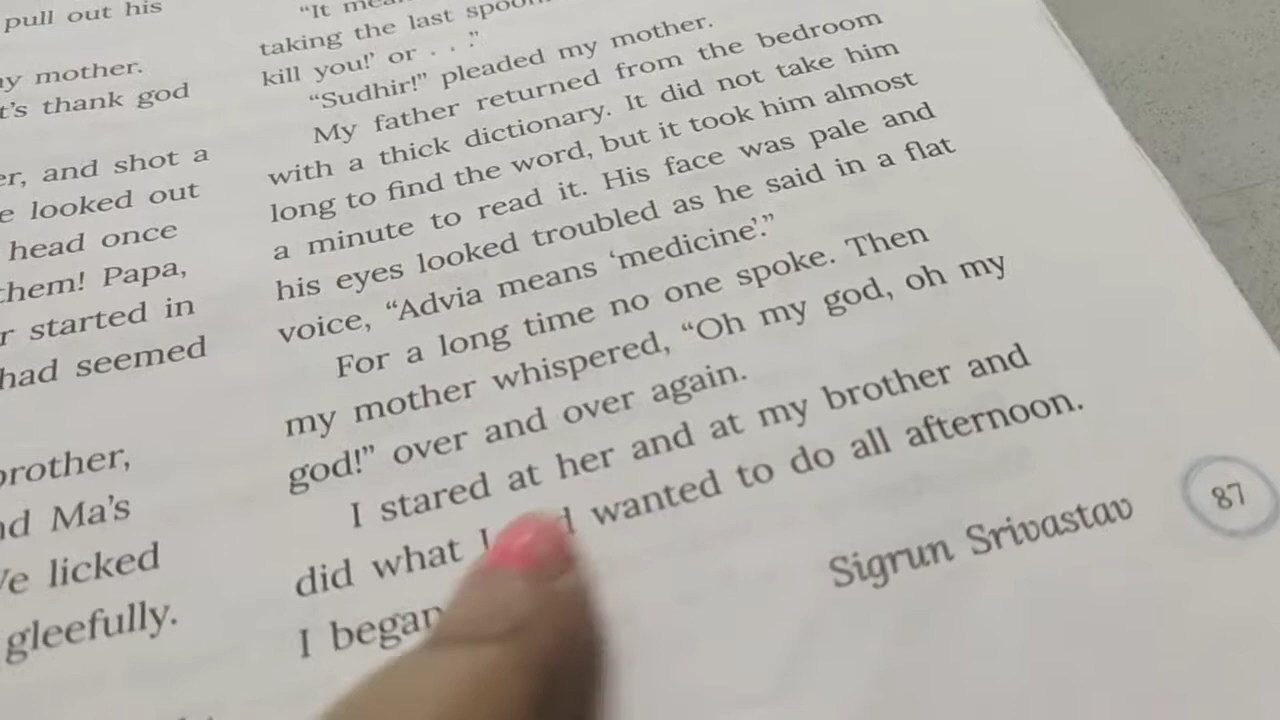 pull out his
my mother.
t's thank god
er, and shot a
e looked out
head once
them! Papa,
r started in
had seemed
brother,
nd Ma's
e licked
gleefully.
"It
taking the last
kill you!' or . . ."
"Sudhir!" pleaded my mother.
My father returned from the bedroom
with a thick dictionary. It did not take him
long to find the word, but it took him almost
a minute to read it. His face was pale and
his eyes looked troubled as he said in a flat
voice, "Advia means 'medicine'."
For a long time no one spoke. Then
my mother whispered, "Oh my god, oh my
god!" over and over again.
I stared at her and at my brother and
did what I wanted to do all afternoon.
I began
Sigrun Srivastav
87